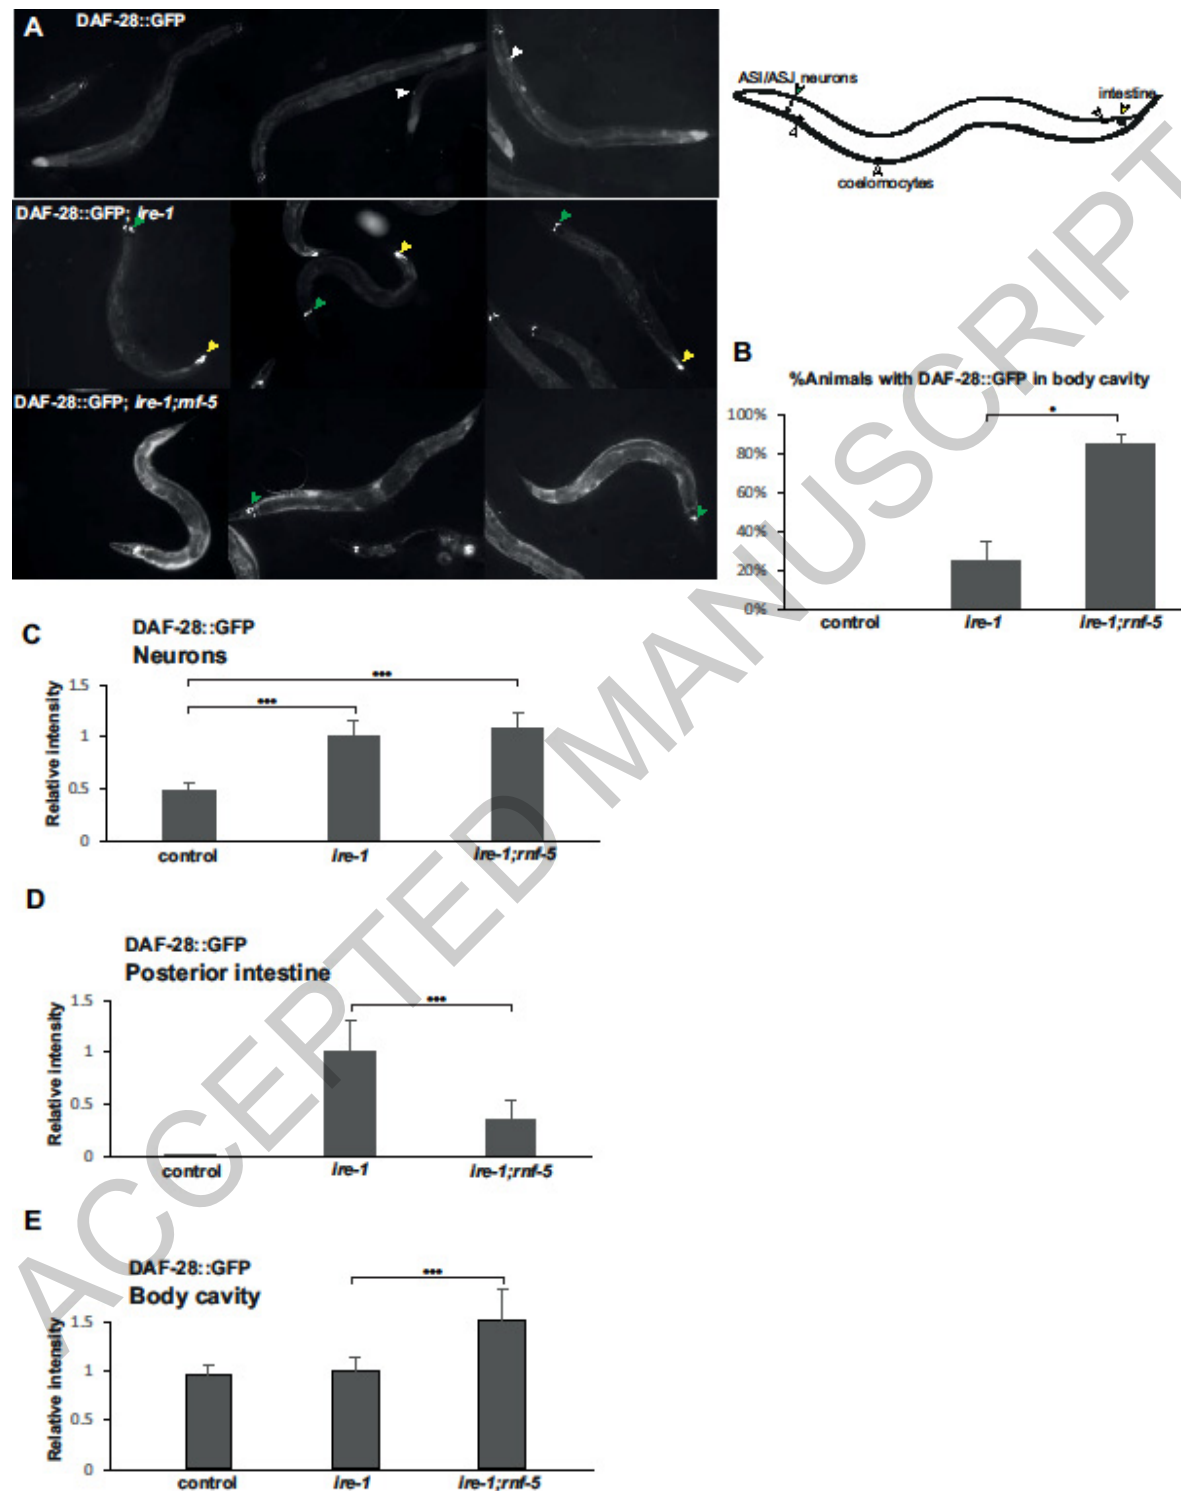 A
DAF-28::GFP
ASI/ASJ neurons
intestine
coelomocytes
DAF-28::GFP; ire-1
DAF-28::GFP; ire-1;rnf-5
B
%Animals with DAF-28::GFP in body cavity
*
100%
80%
60%
40%
20%
0%
control
ire-1
ire-1;rnf-5
C
DAF-28::GFP
Neurons
Relative intensity
***
***
1.5
1
0.5
0
control
ire-1
ire-1;rnf-5
D
DAF-28::GFP
Posterior intestine
Relative intensity
***
1.5
1
0.5
0
control
ire-1
ire-1;rnf-5
E
DAF-28::GFP
Body cavity
Relative intensity
***
1.5
1
0.5
0
control
ire-1
ire-1;rnf-5
ACCEPTED MANUSCRIPT